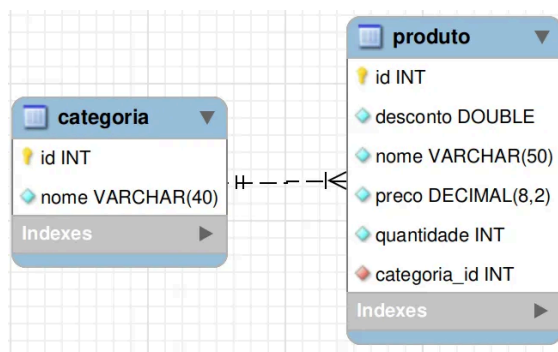 categoria
id INT
nome VARCHAR(40)
Indexes
produto
id INT
desconto DOUBLE
nome VARCHAR(50)
preco DECIMAL(8,2)
quantidade INT
categoria_id INT
Indexes